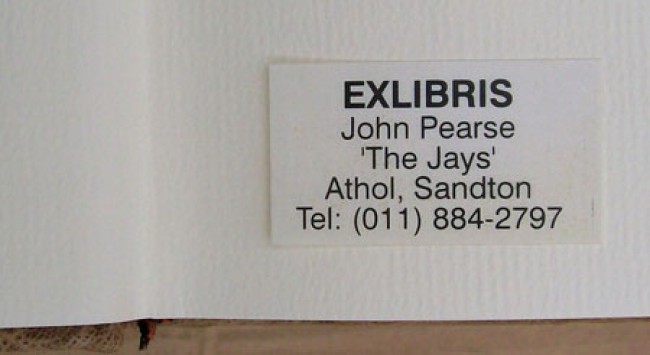 EXLIBRIS
John Pearse
'The Jays'
Athol, Sandton
Tel: (011) 884-2797